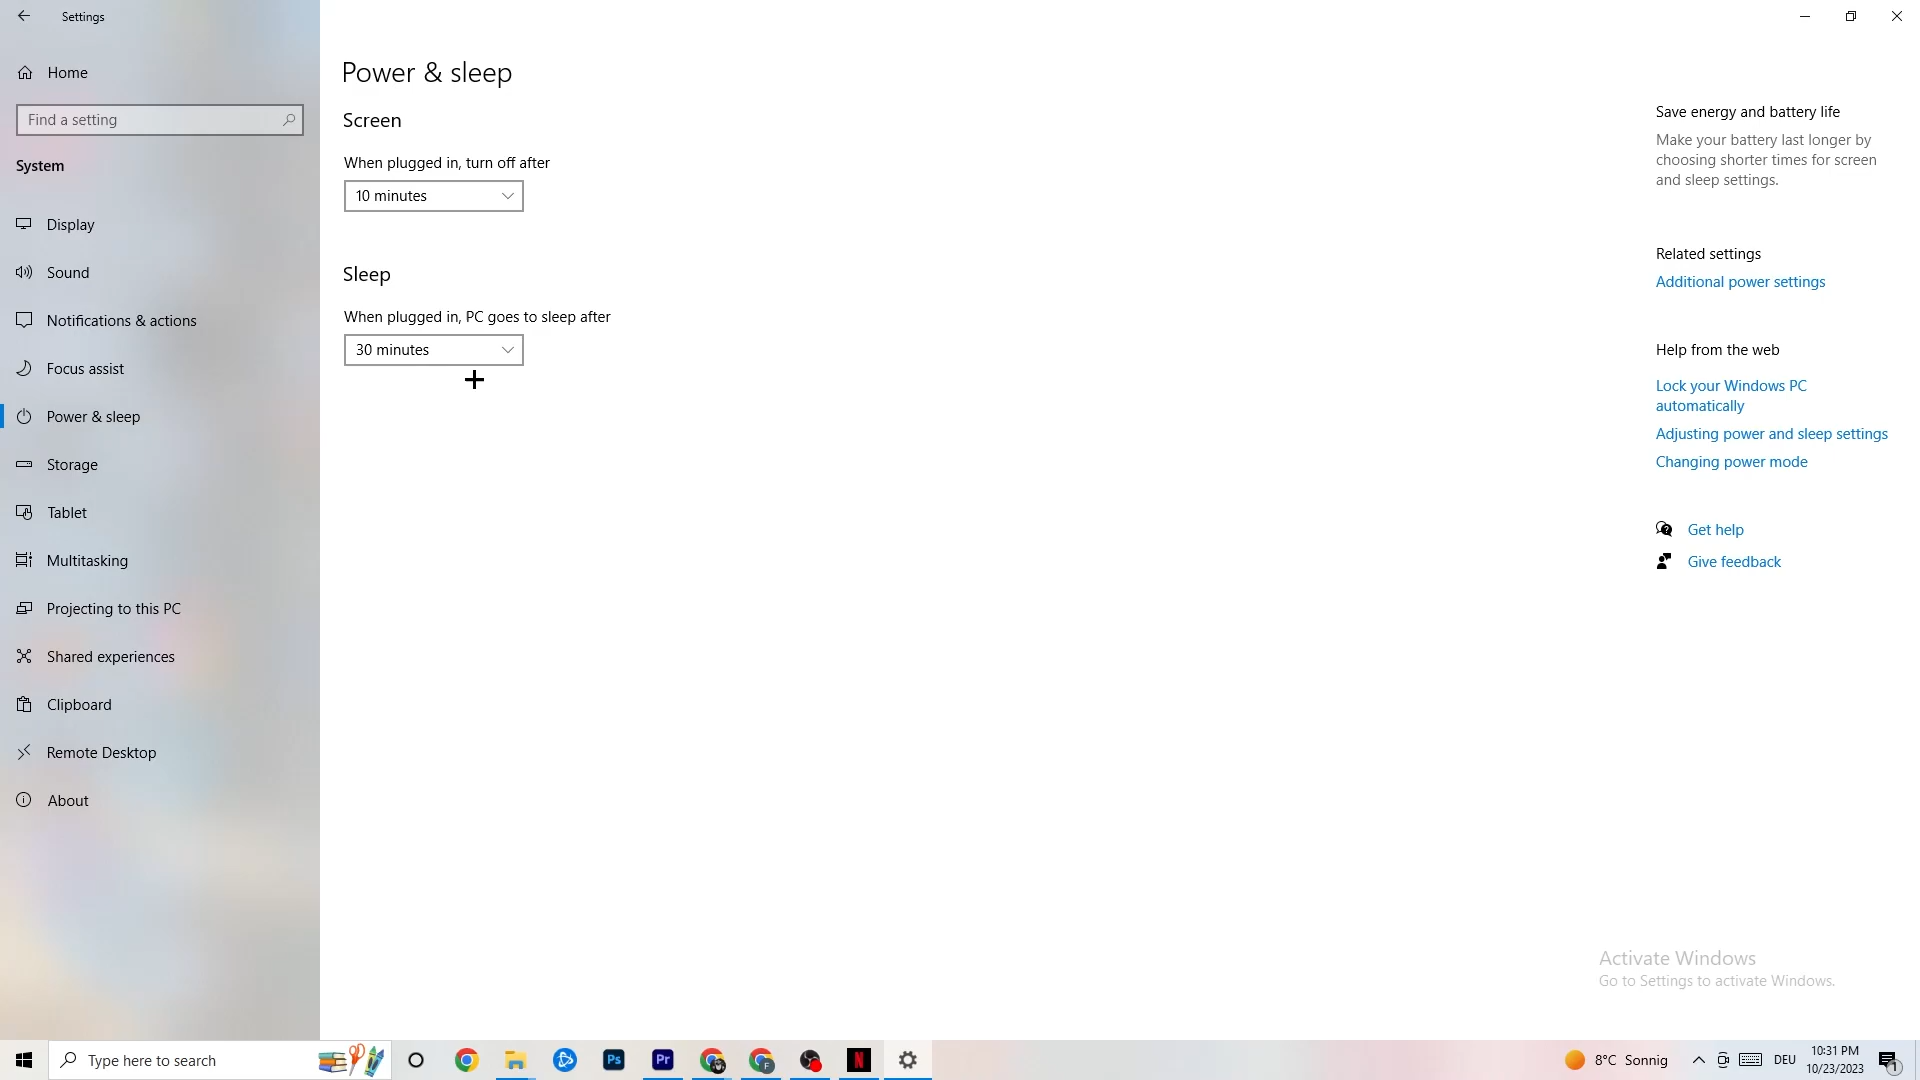 Settings
Home
Find a setting
System
Display
Sound
Notifications & actions
Focus assist
Power & sleep
Storage
Tablet
Multitasking
Projecting to this PC
Shared experiences
Clipboard
Remote Desktop
About
Power & sleep
Screen
When plugged in, turn off after
10 minutes
Sleep
When plugged in, PC goes to sleep after
30 minutes
Save energy and battery life
Make your battery last longer by
choosing shorter times for screen
and sleep settings.
Related settings
Additional power settings
Help from the web
Lock your Windows PC
automatically
Adjusting power and sleep settings
Changing power mode
Get help
Give feedback
Activate Windows
Go to Settings to activate Windows.
Type here to search
Ps
Pr
F
N
8°C Sonnig
DEU
10:31 PM
10/23/2023
1